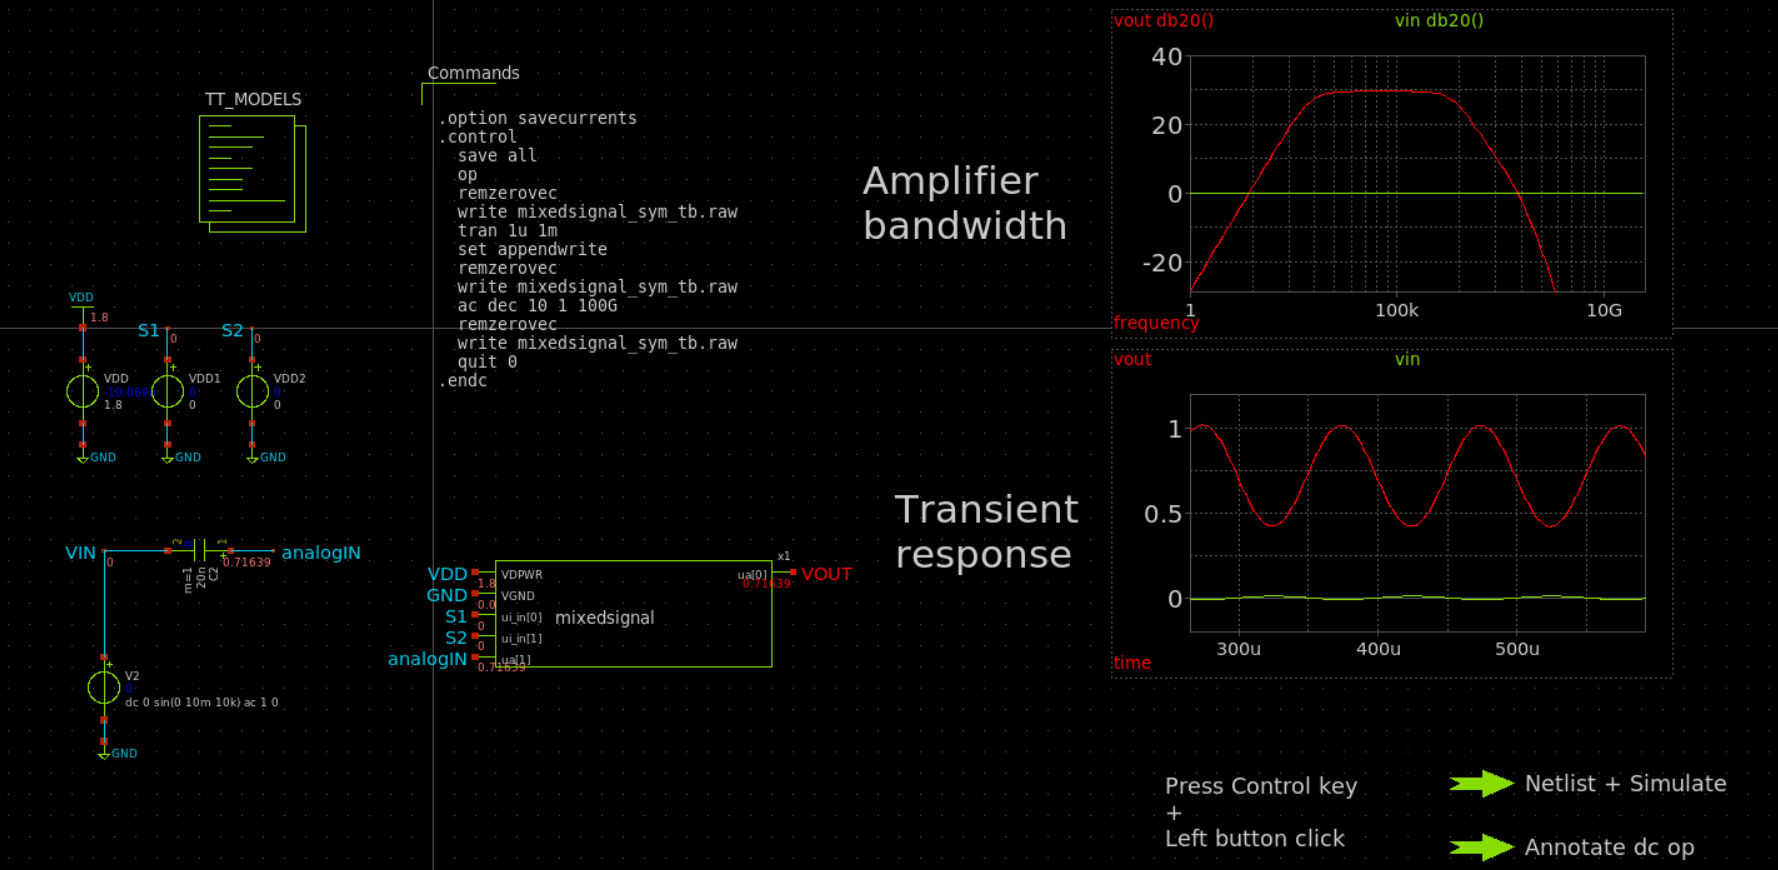 TT_MODELS
Commands
.option savecurrents
.control
save all
op
remzerovec
write mixedsignal_sym_tb.raw
tran 1u 1m
set appendwrite
remzerovec
write mixedsignal_sym_tb.raw
ac dec 10 1 100G
remzerovec
write mixedsignal_sym_tb.raw
quit 0
.endc
VDD
1.8
S1
0
S2
0
VDD
1.8
GND
VDD1
0
0
GND
VDD2
0
0
GND
VIN
0
2
0
1
m=1
20n
C2
0.71639
analogIN
V2
0
dc 0 sin(0 10m 10k) ac 1 0
GND
x1
VDD
1.8
VDPWR
GND
0.0
VGND
S1
0
ui_in[0]
S2
0
ui_in[1]
analogIN
0.71639
ua[1]
mixedsignal
ua[0]
0.71639
VOUT
Amplifier
bandwidth
vout db20()
vin db20()
40
20
0
-20
1
100k
10G
frequency
Transient
response
vout
vin
1
0.5
0
300u
400u
500u
time
Press Control key
+
Left button click
Netlist + Simulate
Annotate dc op